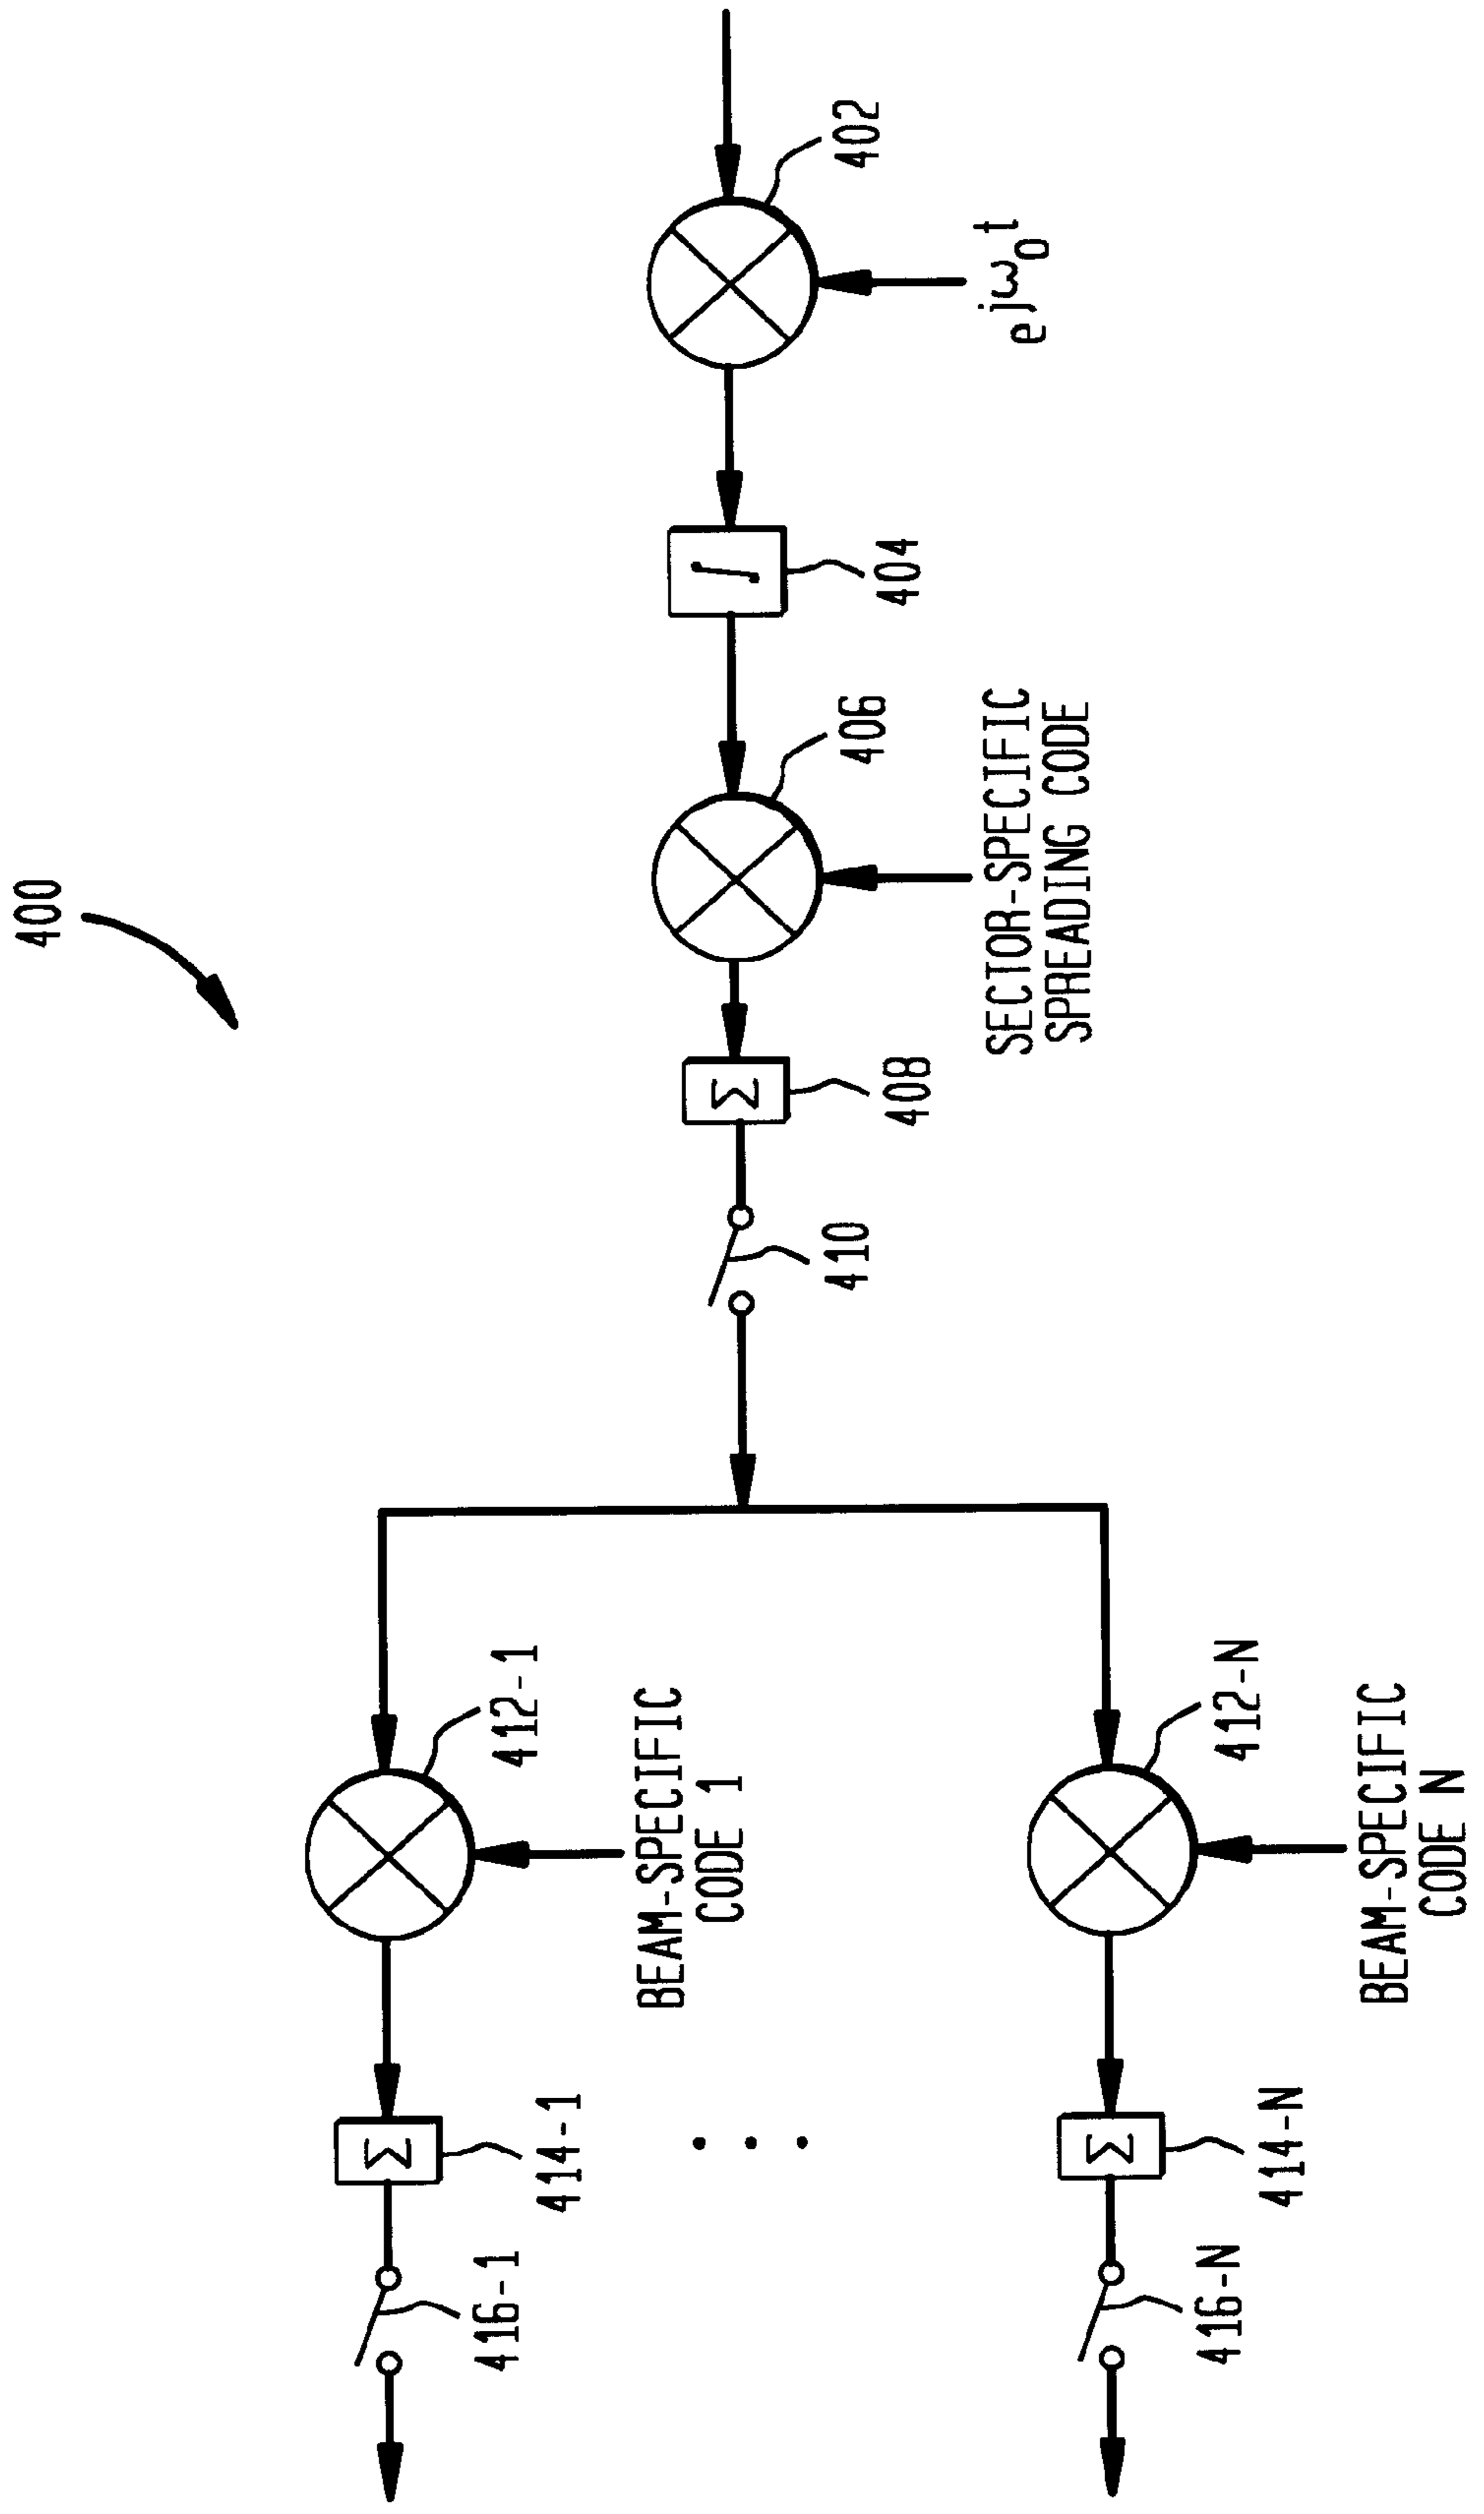 400
402
e^jω₀t
404
406
SECTOR-SPECIFIC
SPREADING CODE
∫
Σ
408
410
412-1
BEAM-SPECIFIC
CODE 1
Σ
414-1
416-1
412-N
BEAM-SPECIFIC
CODE N
Σ
414-N
416-N